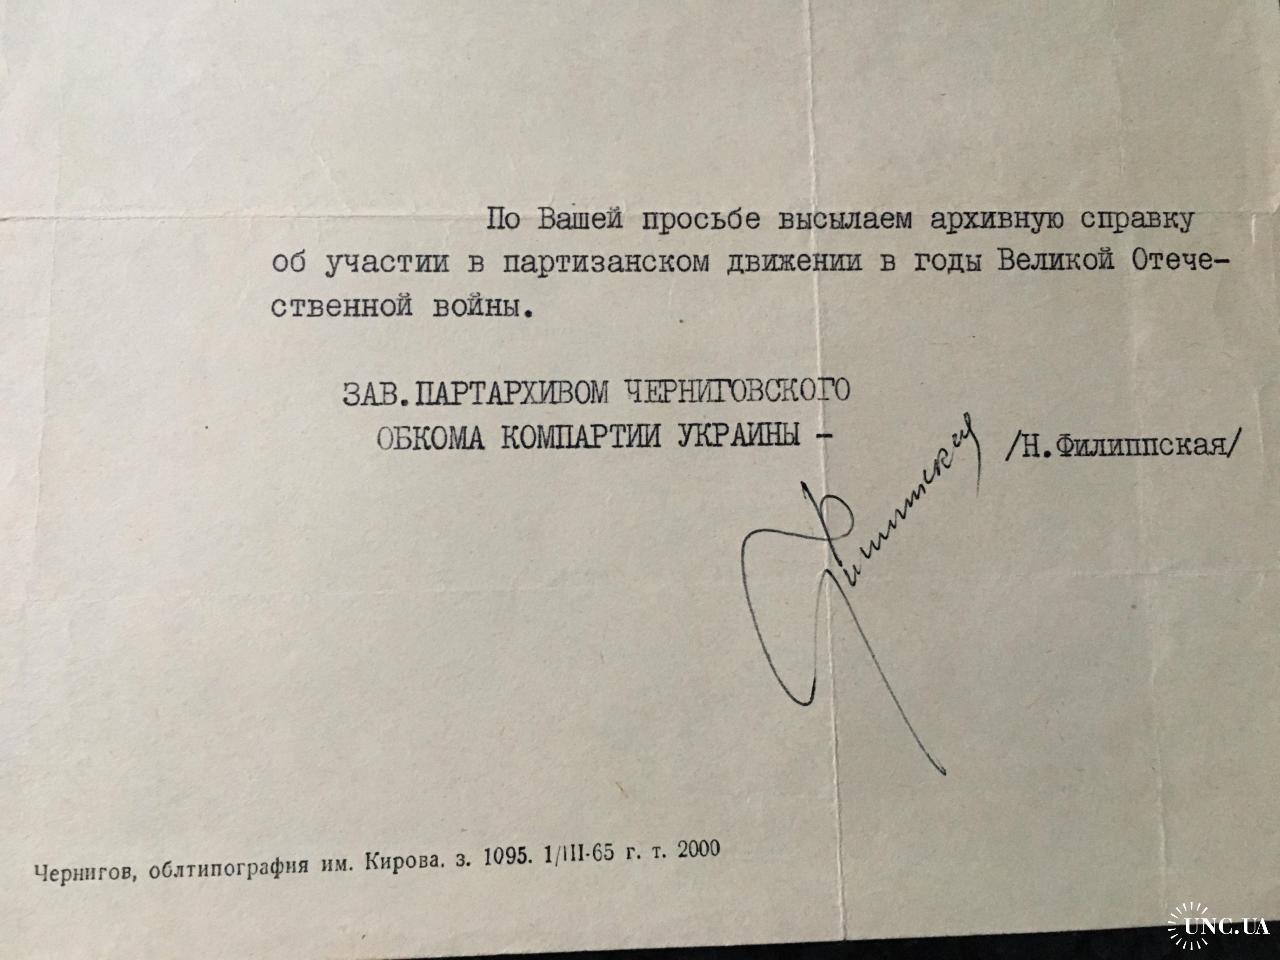 По Вашей просьбе высылаем архивную справку
об участии в партизанском движении в годы Великой Отече-
ственной войны.
ЗАВ.ПАРТАРХИВОМ ЧЕРНИГОВСКОГО
ОБКОМА КОМПАРТИИ УКРАИНЫ –
/Н.Филиппская/
Чернигов, облтипография им. Кирова. з. 1095. 1/III-65 г. т. 2000
UNC.UA